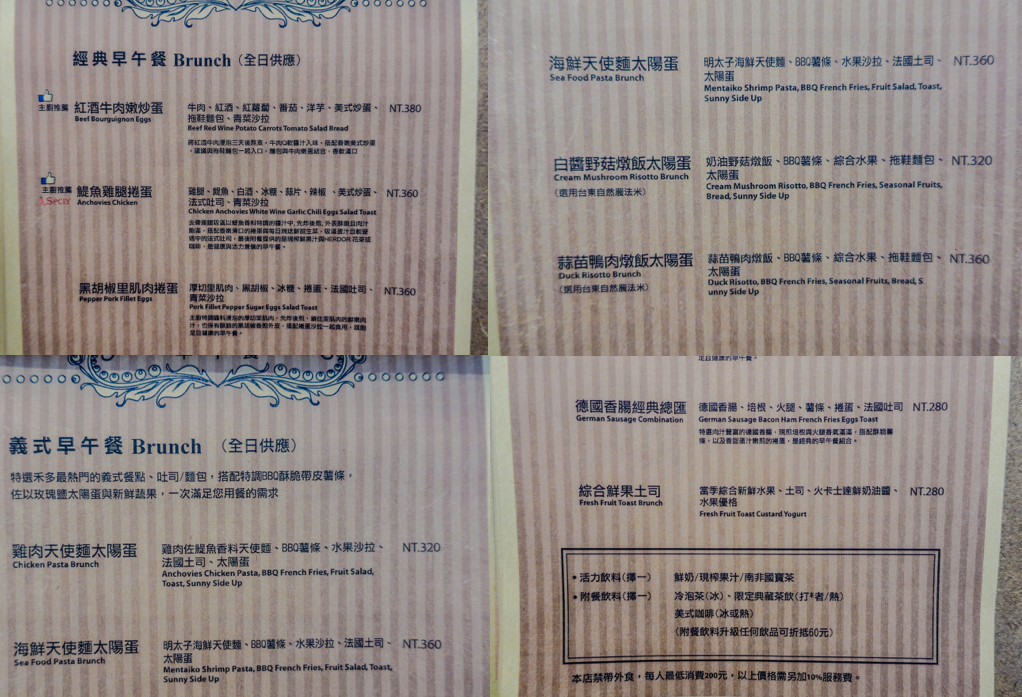 經典早午餐 Brunch（全日供應）
主廚推薦 紅酒牛肉嫩炒蛋 牛肉、紅酒、紅蘿蔔、番茄、洋芋、美式炒蛋、 NT.380
拖鞋麵包、青菜沙拉
Beef Bourguignon Eggs Beef Red Wine Potato Carrots Tomato Salad Bread
主廚推薦 鯷魚雞腿捲蛋 雞腿、鯷魚、白酒、冰糖、蒜片、辣椒、美式炒蛋、 NT.360
法式吐司、青菜沙拉
Anchovies Chicken Chicken Anchovies White Wine Garlic Chili Eggs Salad Toast
黑胡椒里肌肉捲蛋 厚切里肌肉、黑胡椒、冰糖、捲蛋、法國吐司、 NT.360
青菜沙拉
Pepper Pork Fillet Eggs Pork Fillet Pepper Sugar Eggs Salad Toast
海鮮天使麵太陽蛋 明太子海鮮天使麵、BBQ薯條、水果沙拉、法國土司、 NT.360
太陽蛋
Sea Food Pasta Brunch Mentaiko Shrimp Pasta, BBQ French Fries, Fruit Salad, Toast,
Sunny Side Up
白醬野菇燉飯太陽蛋 奶油野菇燉飯、BBQ薯條、綜合水果、拖鞋麵包、 NT.320
太陽蛋
Cream Mushroom Risotto Brunch Cream Mushroom Risotto, BBQ French Fries, Seasonal Fruits,
（選用台東自然農法米） Bread, Sunny Side Up
蒜苗鴨肉燉飯太陽蛋 蒜苗鴨肉燉飯、BBQ薯條、綜合水果、拖鞋麵包、 NT.360
太陽蛋
Duck Risotto Brunch Duck Risotto, BBQ French Fries, Seasonal Fruits, Bread, S
（選用台東自然農法米） unny Side Up
義式早午餐 Brunch （全日供應）
特選禾多最熱門的義式餐點、吐司/麵包，搭配特調BBQ酥脆帶皮薯條，
佐以玫瑰鹽太陽蛋與新鮮蔬果，一次滿足您用餐的需求
雞肉天使麵太陽蛋 雞肉佐鯷魚香料天使麵、BBQ薯條、水果沙拉、 NT.320
法國土司、太陽蛋
Chicken Pasta Brunch Anchovies Chicken Pasta, BBQ French Fries, Fruit Salad,
Toast, Sunny Side Up
海鮮天使麵太陽蛋 明太子海鮮天使麵、BBQ薯條、水果沙拉、法國土司、 NT.360
太陽蛋
Sea Food Pasta Brunch Mentaiko Shrimp Pasta, BBQ French Fries, Fruit Salad, Toast,
Sunny Side Up
足且健康的早午餐。
德國香腸經典總匯 德國香腸、培根、火腿、薯條、捲蛋、法國吐司 NT.280
German Sausage Combination German Sausage Bacon Ham French Fries Eggs Toast
綜合鮮果土司 當季綜合新鮮水果、土司、火卡士達鮮奶油醬、 NT.280
水果優格
Fresh Fruit Toast Brunch Fresh Fruit Toast Custard Yogurt
• 活力飲料（擇一） 鮮奶/現榨果汁/南非國寶茶
• 附餐飲料（擇一） 冷泡茶（冰）、限定典藏茶飲（打*者/熱）
美式咖啡（冰或熱）
（附餐飲料升級任何飲品可折抵60元）
本店禁帶外食，每人最低消費200元，以上價格需另加10%服務費。